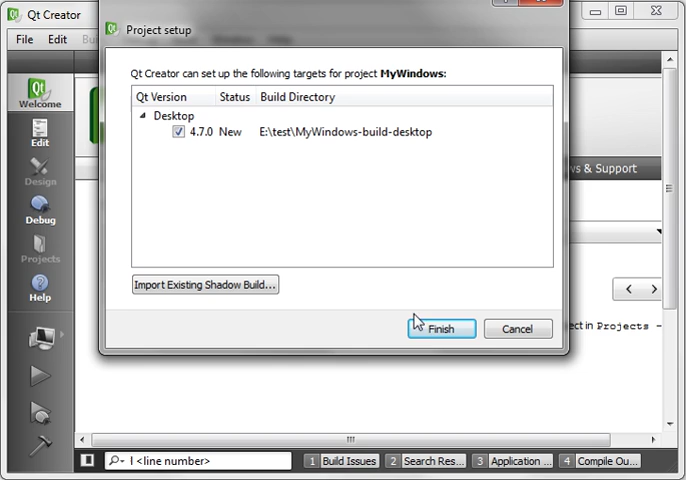 Qt Creator
File Edit
Project setup
Qt Creator can set up the following targets for project MyWindows:
Qt Version Status Build Directory
Desktop
4.7.0 New E:\test\MyWindows-build-desktop
Import Existing Shadow Build...
Finish Cancel
Qt
Welcome
Edit
Design
Debug
Projects
Help
& Support
in Projects -
I <line number>
1 Build Issues 2 Search Res... 3 Application ... 4 Compile Ou...